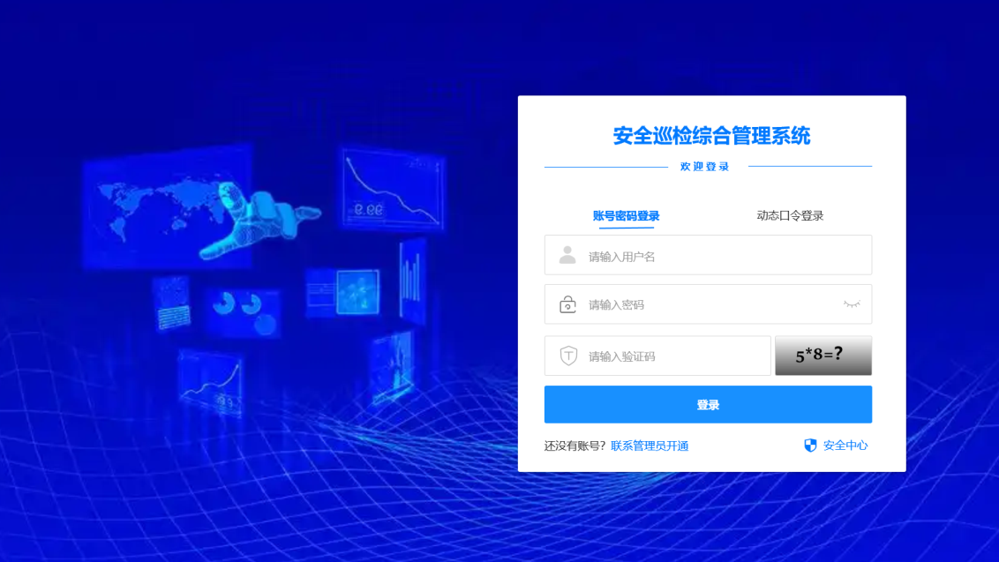 安全巡检综合管理系统
欢迎登录
账号密码登录 动态口令登录
请输入用户名
请输入密码
请输入验证码 5*8=?
登录
还没有账号? 联系管理员开通 安全中心